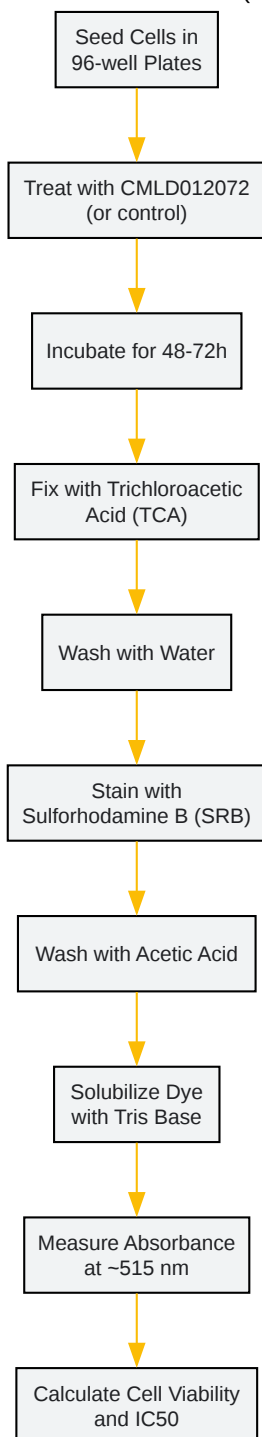 (
Seed Cells in
96-well Plates
Treat with CMLD012072
(or control)
Incubate for 48-72h
Fix with Trichloroacetic
Acid (TCA)
Wash with Water
Stain with
Sulforhodamine B (SRB)
Wash with Acetic Acid
Solubilize Dye
with Tris Base
Measure Absorbance
at ~515 nm
Calculate Cell Viability
and IC50